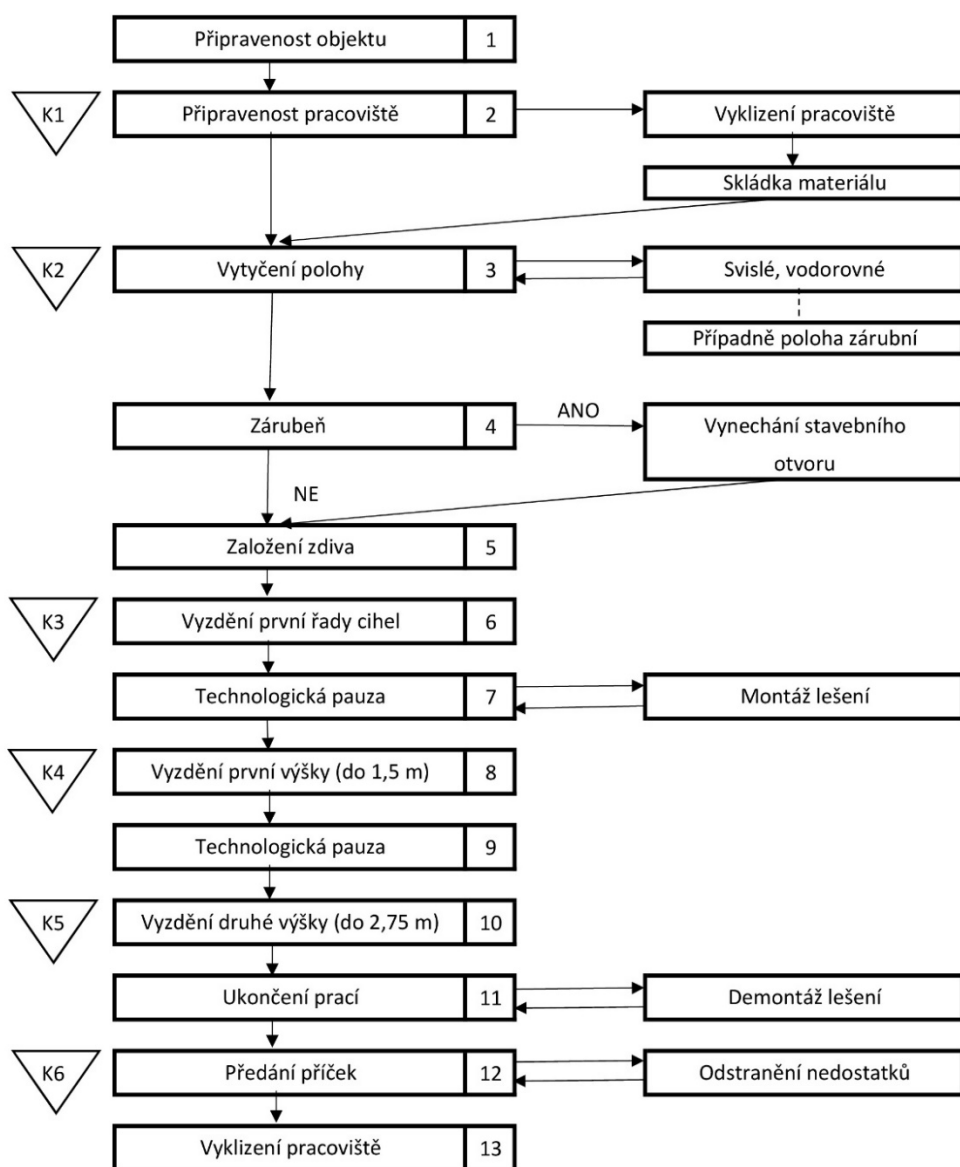 Připravenost objektu 1
K1 Připravenost pracoviště 2 Vyklizení pracoviště
Skládka materiálu
K2 Vytyčení polohy 3 Svislé, vodorovné
Případně poloha zárubní
Zárubeň 4 ANO Vynechání stavebního
otvoru
NE
Založení zdiva 5
K3 Vyzdění první řady cihel 6
Technologická pauza 7 Montáž lešení
K4 Vyzdění první výšky (do 1,5 m) 8
Technologická pauza 9
K5 Vyzdění druhé výšky (do 2,75 m) 10
Ukončení prací 11 Demontáž lešení
K6 Předání příček 12 Odstranění nedostatků
Vyklizení pracoviště 13